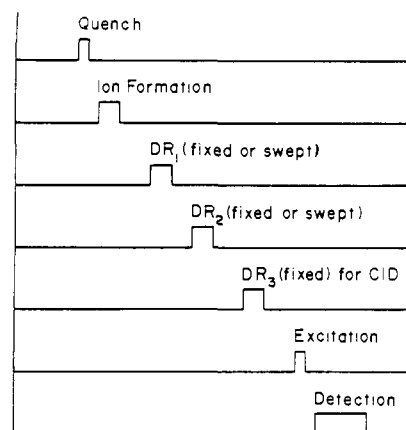 Quench
Ion Formation
DR₁ (fixed or swept)
DR₂ (fixed or swept)
DR₃ (fixed) for CID
Excitation
Detection